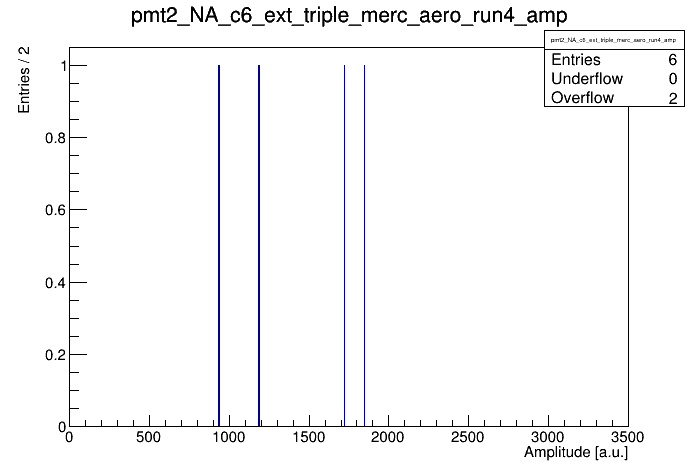 pmt2_NA_c6_ext_triple_merc_aero_run4_amp
pmt2_NA_c6_ext_triple_merc_aero_run4_amp
Entries 6
Underflow 0
Overflow 2
Entries / 2
1
0.8
0.6
0.4
0.2
0
0 500 1000 1500 2000 2500 3000 3500
Amplitude [a.u.]